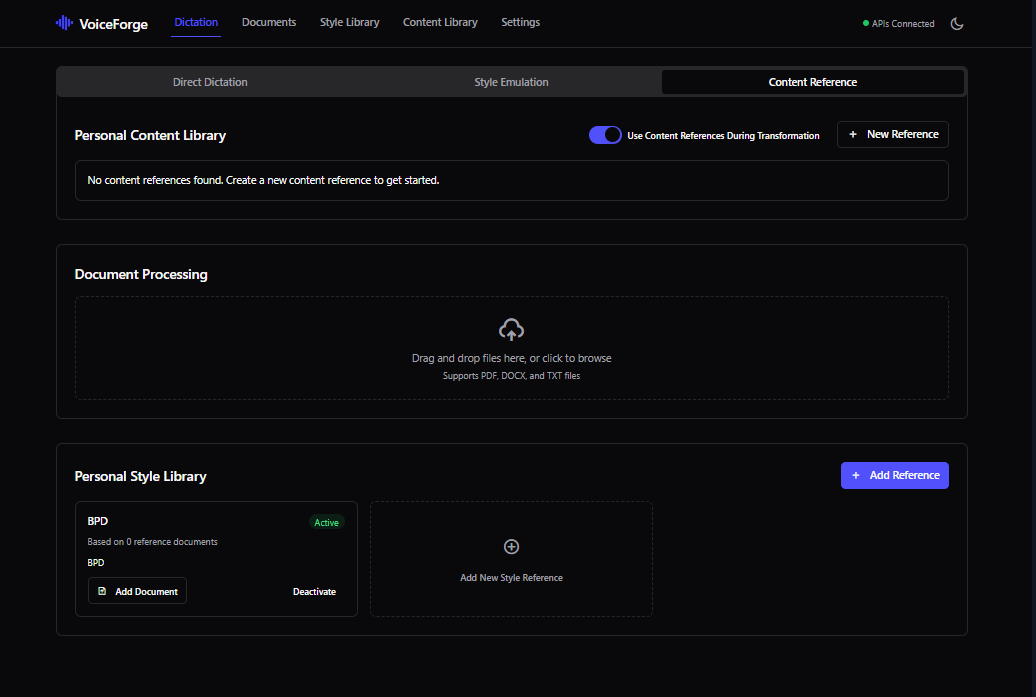 VoiceForge
Dictation
Documents
Style Library
Content Library
Settings
APIs Connected
Direct Dictation
Style Emulation
Content Reference
Personal Content Library
Use Content References During Transformation
+ New Reference
No content references found. Create a new content reference to get started.
Document Processing
Drag and drop files here, or click to browse
Supports PDF, DOCX, and TXT files
Personal Style Library
+ Add Reference
BPD
Active
Based on 0 reference documents
BPD
Add Document
Deactivate
Add New Style Reference